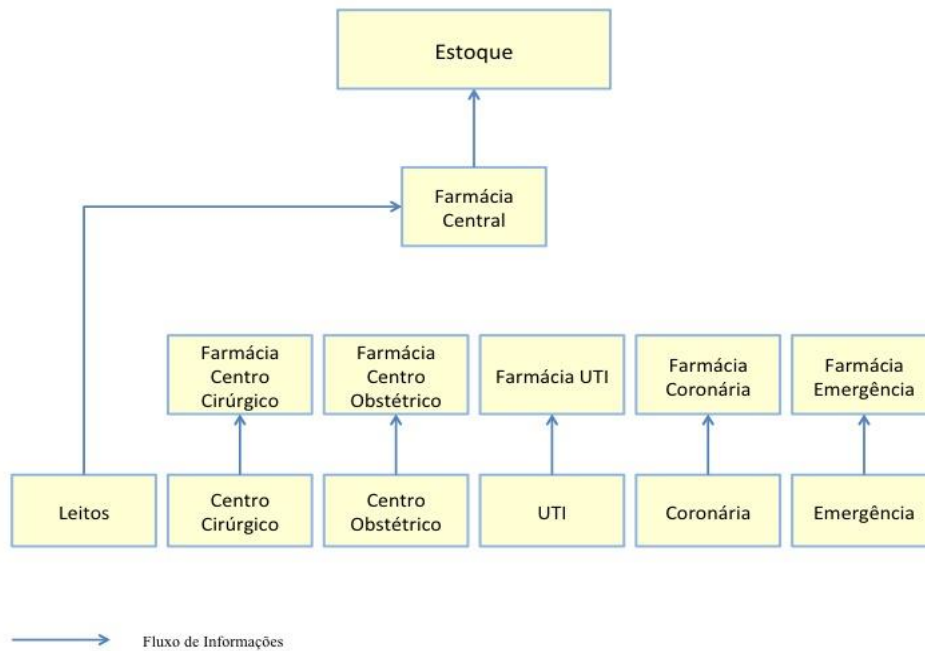 Estoque
Farmácia
Central
Farmácia
Centro
Cirúrgico
Farmácia
Centro
Obstétrico
Farmácia UTI
Farmácia
Coronária
Farmácia
Emergência
Leitos
Centro
Cirúrgico
Centro
Obstétrico
UTI
Coronária
Emergência
Fluxo de Informações